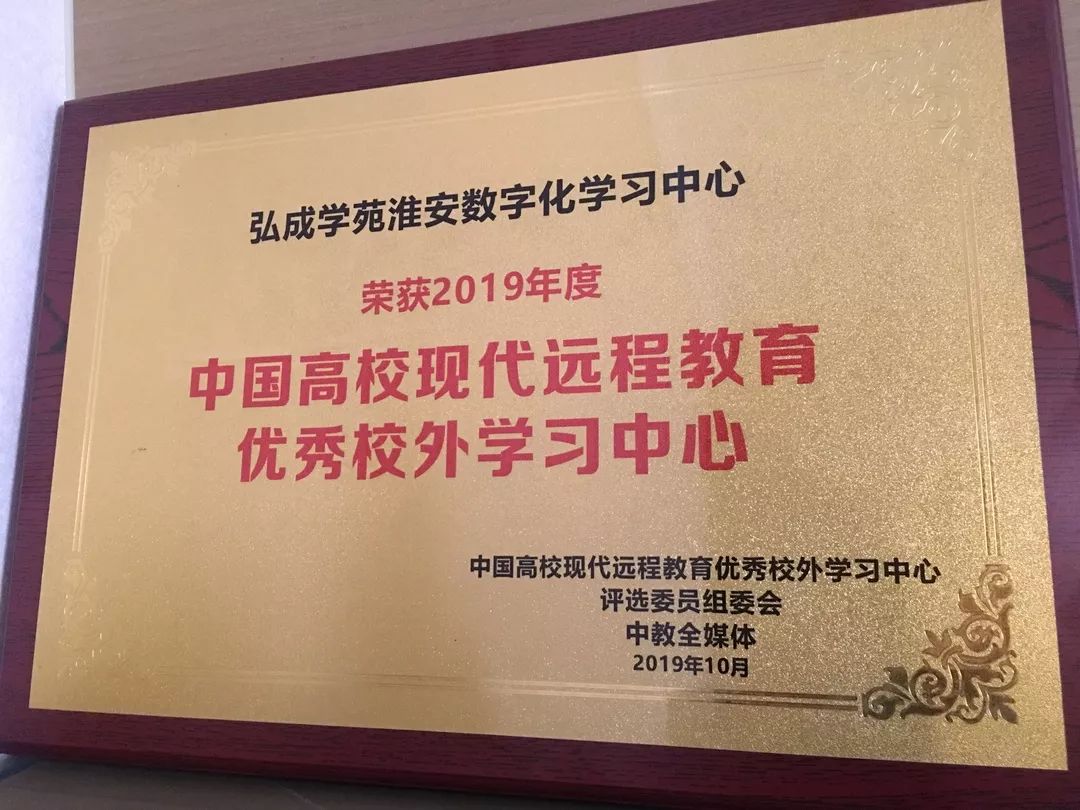 弘成学苑淮安数字化学习中心
荣获2019年度
中国高校现代远程教育
优秀校外学习中心
中国高校现代远程教育优秀校外学习中心
评选委员组委会
中教全媒体
2019年10月